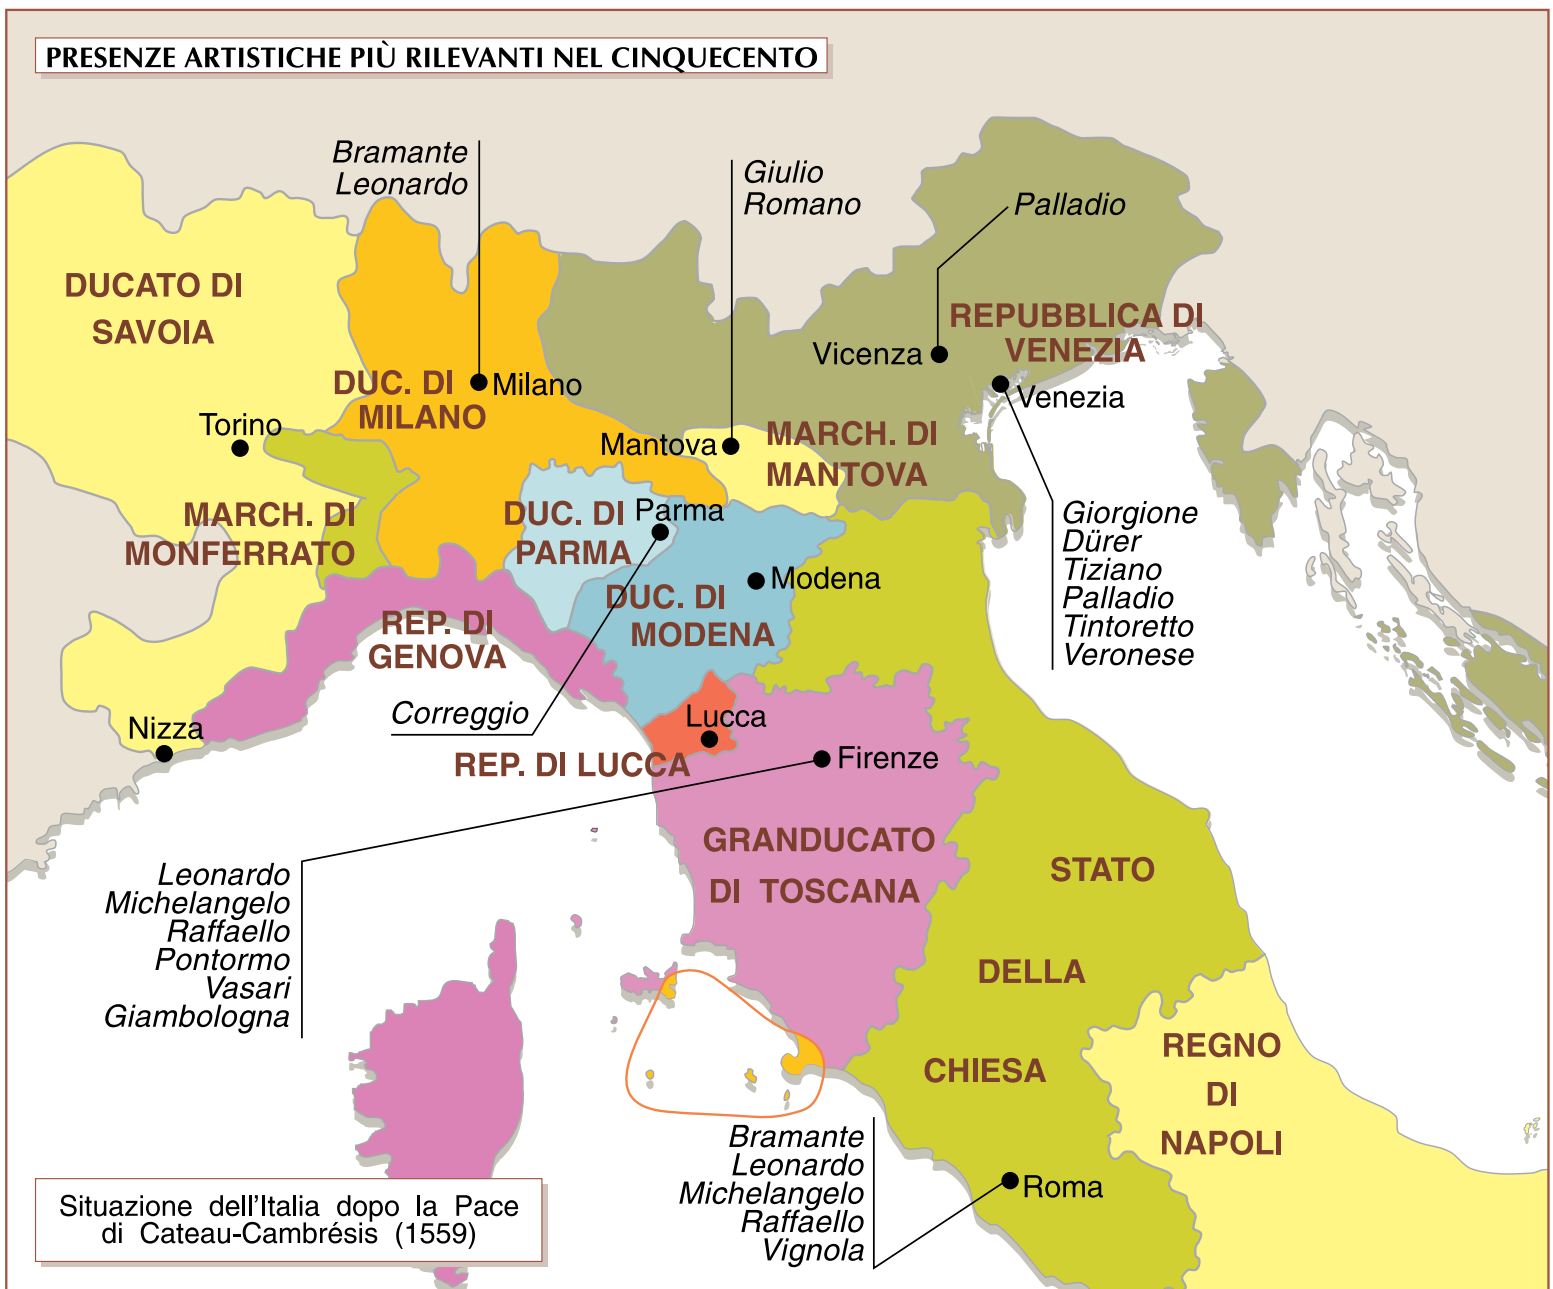 PRESENZE ARTISTICHE PIÙ RILEVANTI NEL CINQUECENTO
Bramante
Leonardo
Giulio
Romano
Palladio
DUCATO DI
SAVOIA
REPUBBLICA DI
VENEZIA
Vicenza
Venezia
DUC. DI
MILANO
Milano
Torino
Mantova
MARCH. DI
MANTOVA
MARCH. DI
MONFERRATO
DUC. DI
PARMA
Parma
Giorgione
Dürer
Tiziano
Palladio
Tintoretto
Veronese
Modena
DUC. DI
MODENA
REP. DI
GENOVA
Correggio
Nizza
Lucca
REP. DI LUCCA
Firenze
GRANDUCATO
DI TOSCANA
Leonardo
Michelangelo
Raffaello
Pontormo
Vasari
Giambologna
STATO
DELLA
CHIESA
REGNO
DI
NAPOLI
Bramante
Leonardo
Michelangelo
Raffaello
Vignola
Roma
Situazione dell'Italia dopo la Pace
di Cateau-Cambrésis (1559)